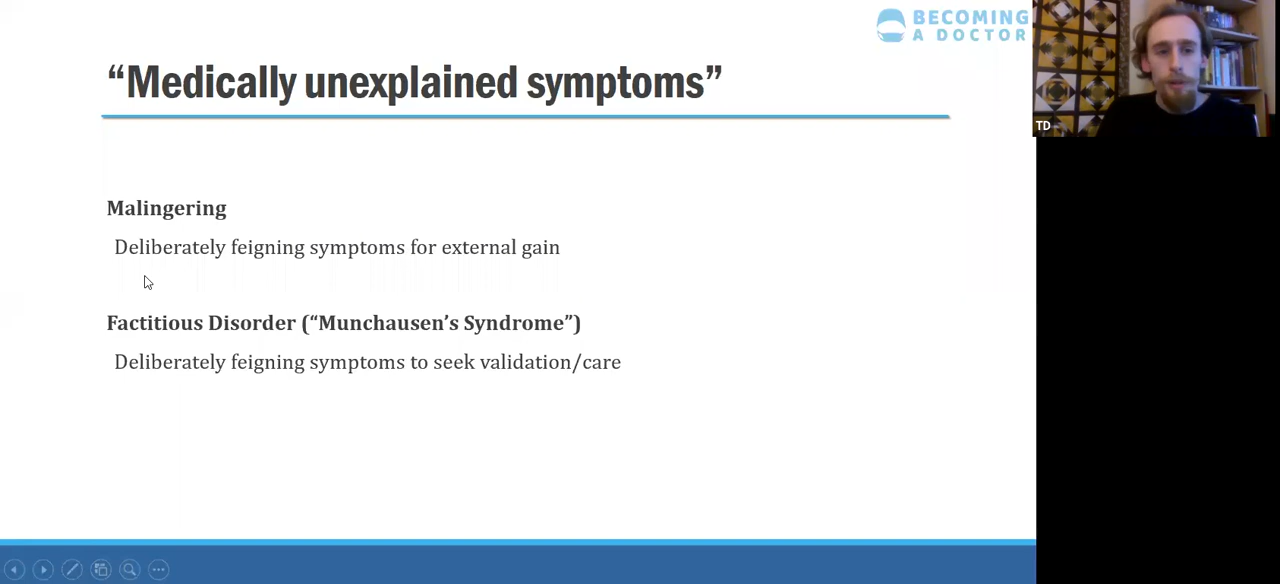 BECOMING
A DOCTOR
“Medically unexplained symptoms”
TD
Malingering
Deliberately feigning symptoms for external gain
Factitious Disorder (“Munchausen’s Syndrome”)
Deliberately feigning symptoms to seek validation/care